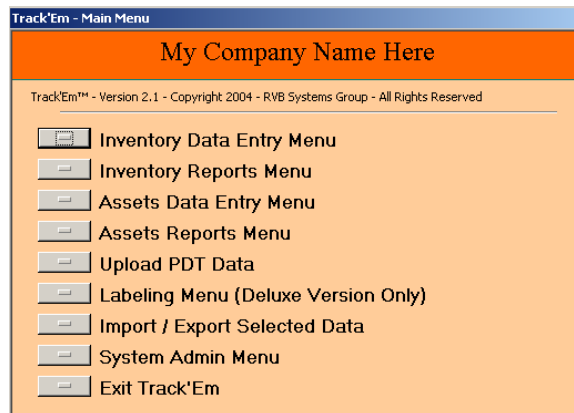 Track'Em - Main Menu
My Company Name Here
Track'Em™ - Version 2.1 - Copyright 2004 - RVB Systems Group - All Rights Reserved
Inventory Data Entry Menu
Inventory Reports Menu
Assets Data Entry Menu
Assets Reports Menu
Upload PDT Data
Labeling Menu (Deluxe Version Only)
Import / Export Selected Data
System Admin Menu
Exit Track'Em